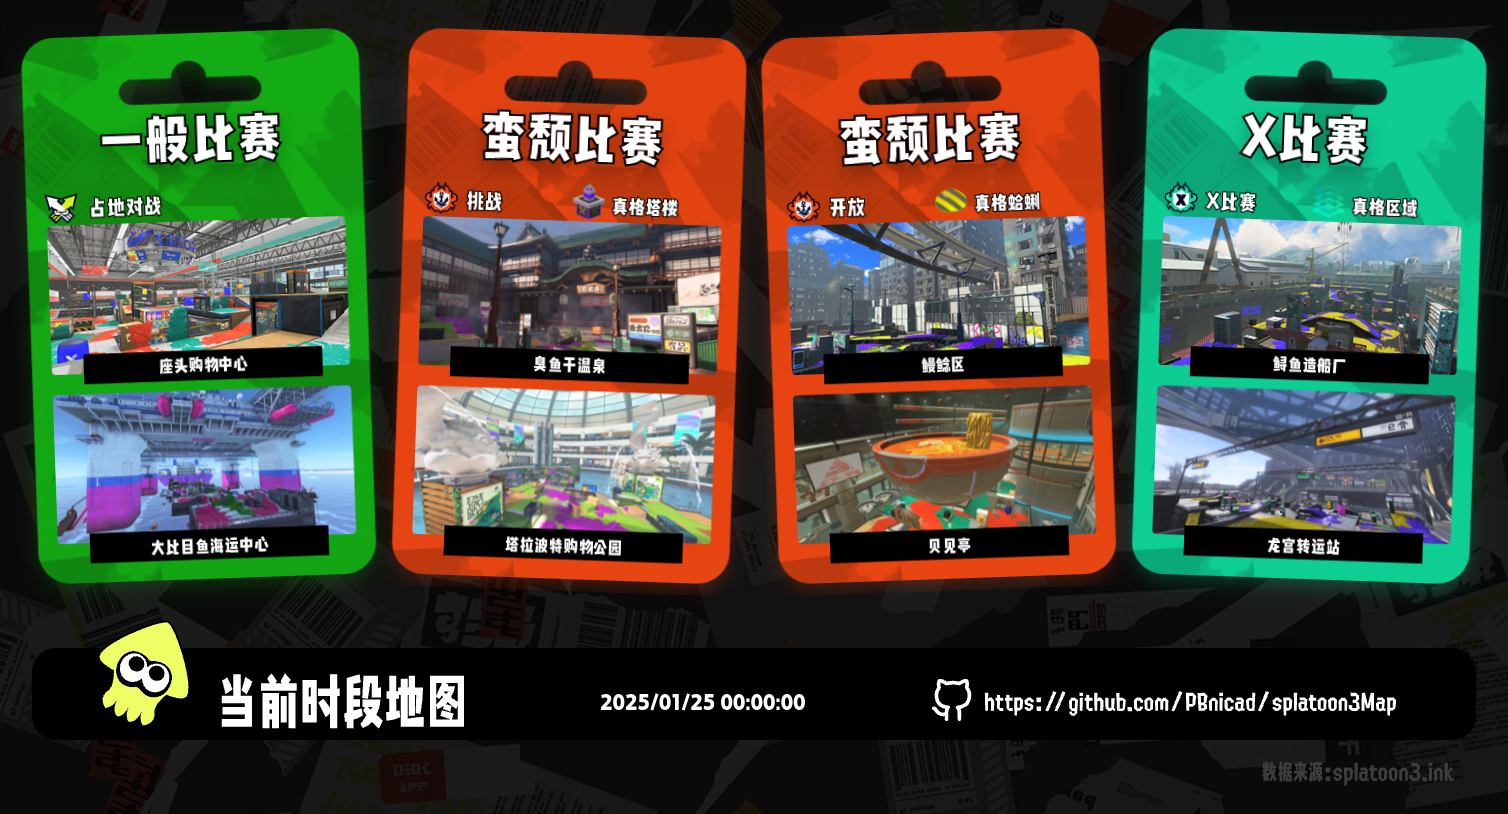 一般比赛
占地对战
座头购物中心
大比目鱼海运中心
蛮颓比赛
挑战
真格塔楼
臭鱼干温泉
塔拉波特购物公园
蛮颓比赛
开放
真格蛤蜊
鳗鲶区
贝见亭
X比赛
X比赛
真格区域
鲟鱼造船厂
龙宫转运站
当前时段地图
2025/01/25 00:00:00
https://github.com/PBnicad/splatoon3Map
数据来源:splatoon3.ink